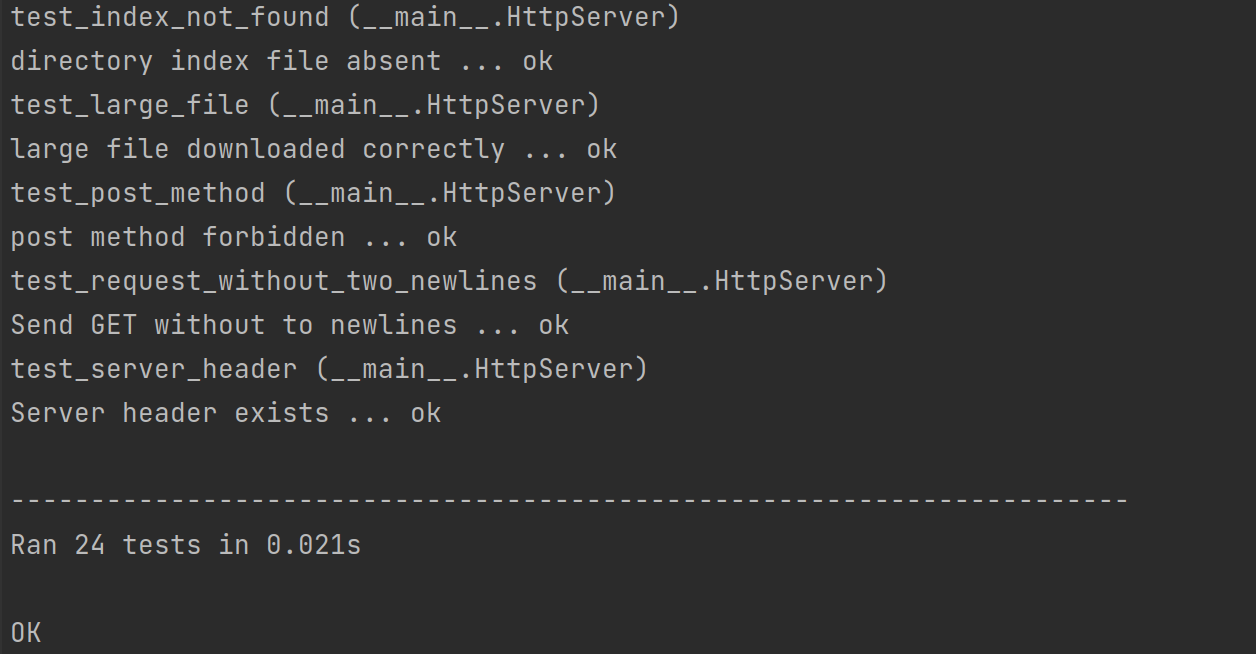 test_index_not_found (__main__.HttpServer)
directory index file absent ... ok
test_large_file (__main__.HttpServer)
large file downloaded correctly ... ok
test_post_method (__main__.HttpServer)
post method forbidden ... ok
test_request_without_two_newlines (__main__.HttpServer)
Send GET without to newlines ... ok
test_server_header (__main__.HttpServer)
Server header exists ... ok
----------------------------------------------------------------------
Ran 24 tests in 0.021s
OK